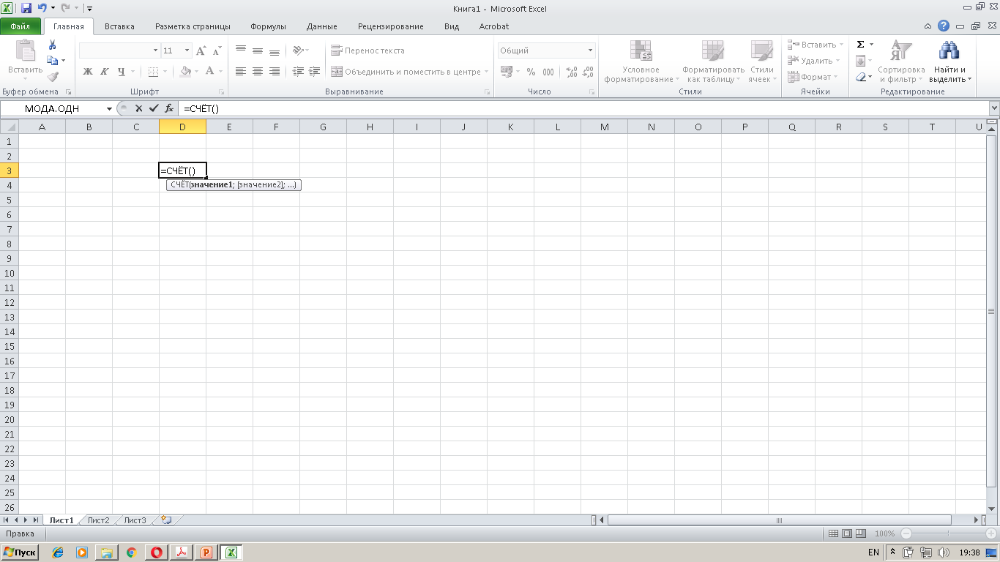 Книга1 - Microsoft Excel
Файл Главная Вставка Разметка страницы Формулы Данные Рецензирование Вид Acrobat
Вставить
Буфер обмена
11
Ж К Ч
Шрифт
Перенос текста
Объединить и поместить в центре
Выравнивание
Общий
% 000
Число
Условное форматирование
Форматировать как таблицу
Стили ячеек
Стили
Вставить
Удалить
Формат
Ячейки
Σ
Сортировка и фильтр
Найти и выделить
Редактирование
МОДА.ОДН fx =СЧЁТ()
A B C D E F G H I J K L M N O P Q R S T U
1
2
3 =СЧЁТ()
4 СЧЁТ(значение1; [значение2]; ...)
5
6
7
8
9
10
11
12
13
14
15
16
17
18
19
20
21
22
23
24
25
26
Лист1 Лист2 Лист3
Правка 100%
Пуск EN 19:38